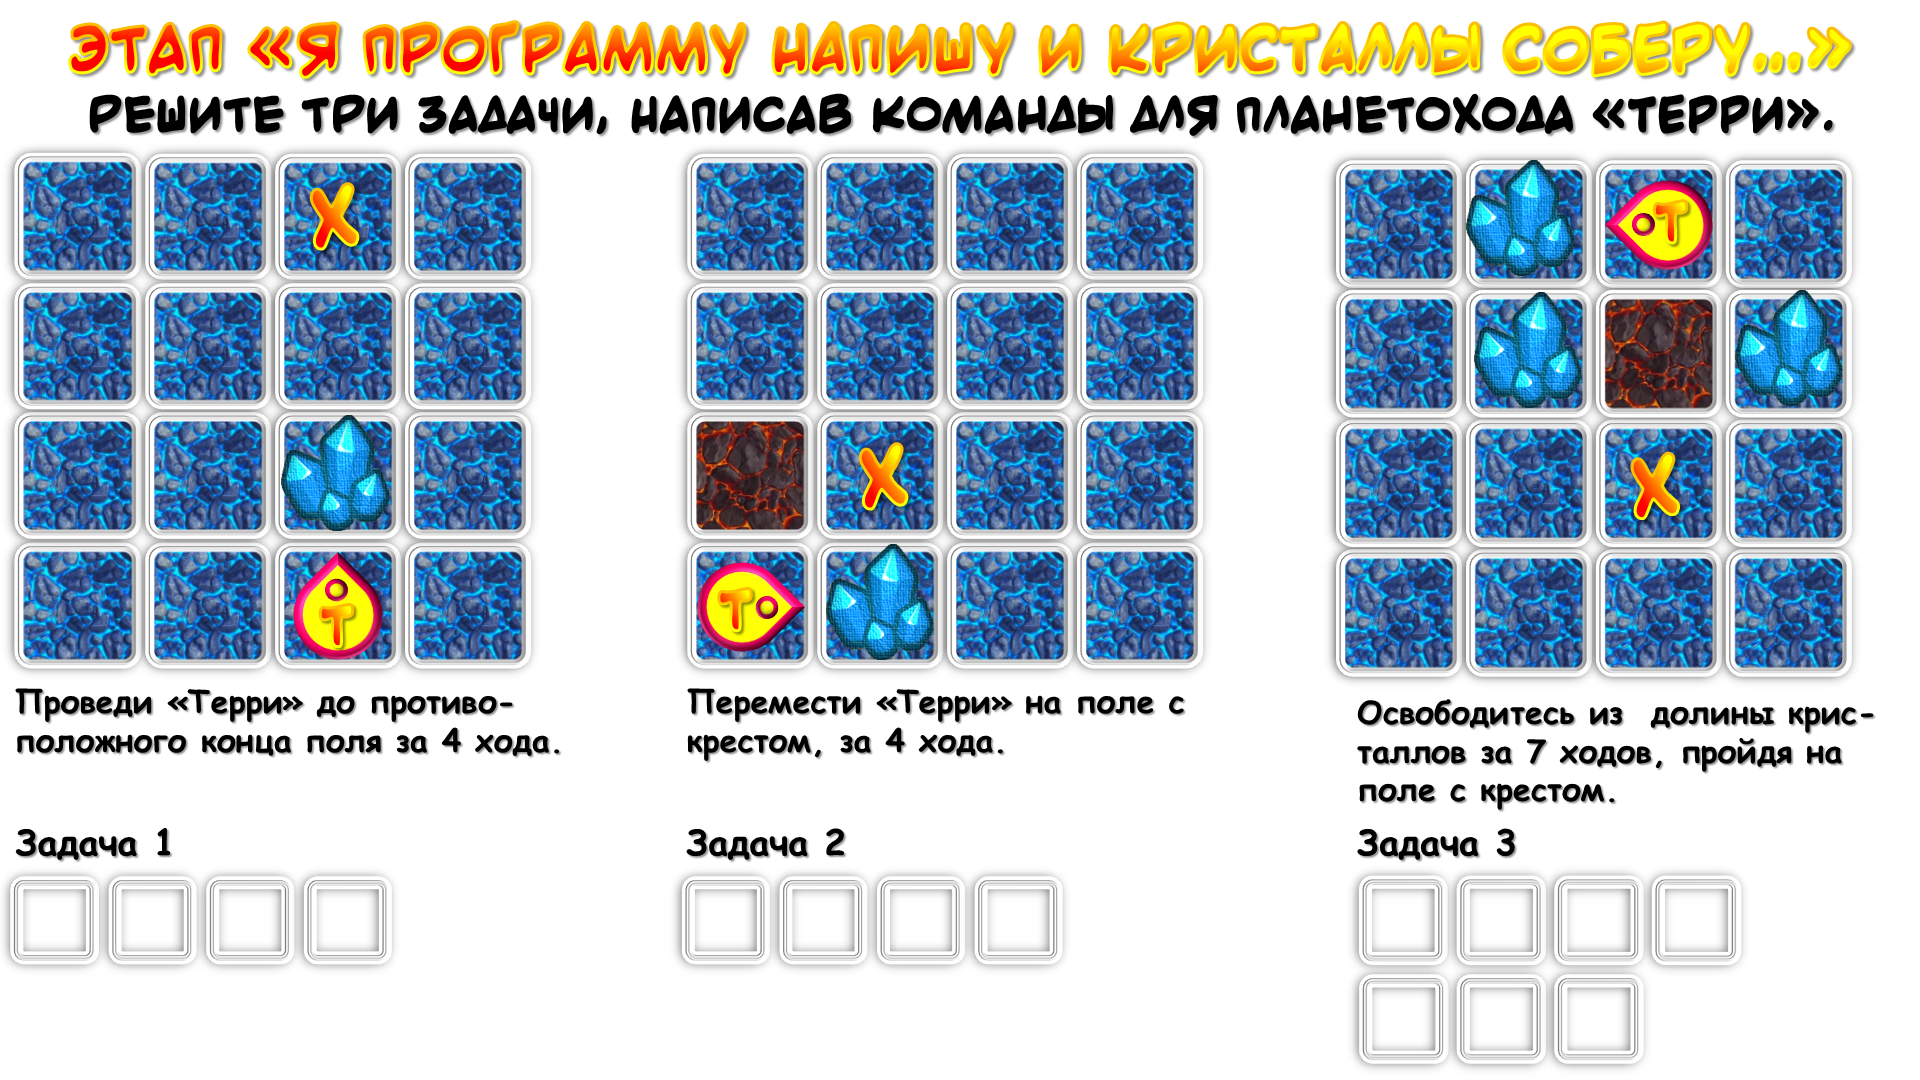 ЭТАП «Я ПРОГРАММУ НАПИШУ И КРИСТАЛЛЫ СОБЕРУ...»
РЕШИТЕ ТРИ ЗАДАЧИ, НАПИСАВ КОМАНДЫ ДЛЯ ПЛАНЕТОХОДА «ТЕРРИ».
Х
Т
Х
Т
Т
Х
Проведи «Терри» до противо-
положного конца поля за 4 хода.
Перемести «Терри» на поле с
крестом, за 4 хода.
Освободитесь из долины крис-
таллов за 7 ходов, пройдя на
поле с крестом.
Задача 1
Задача 2
Задача 3